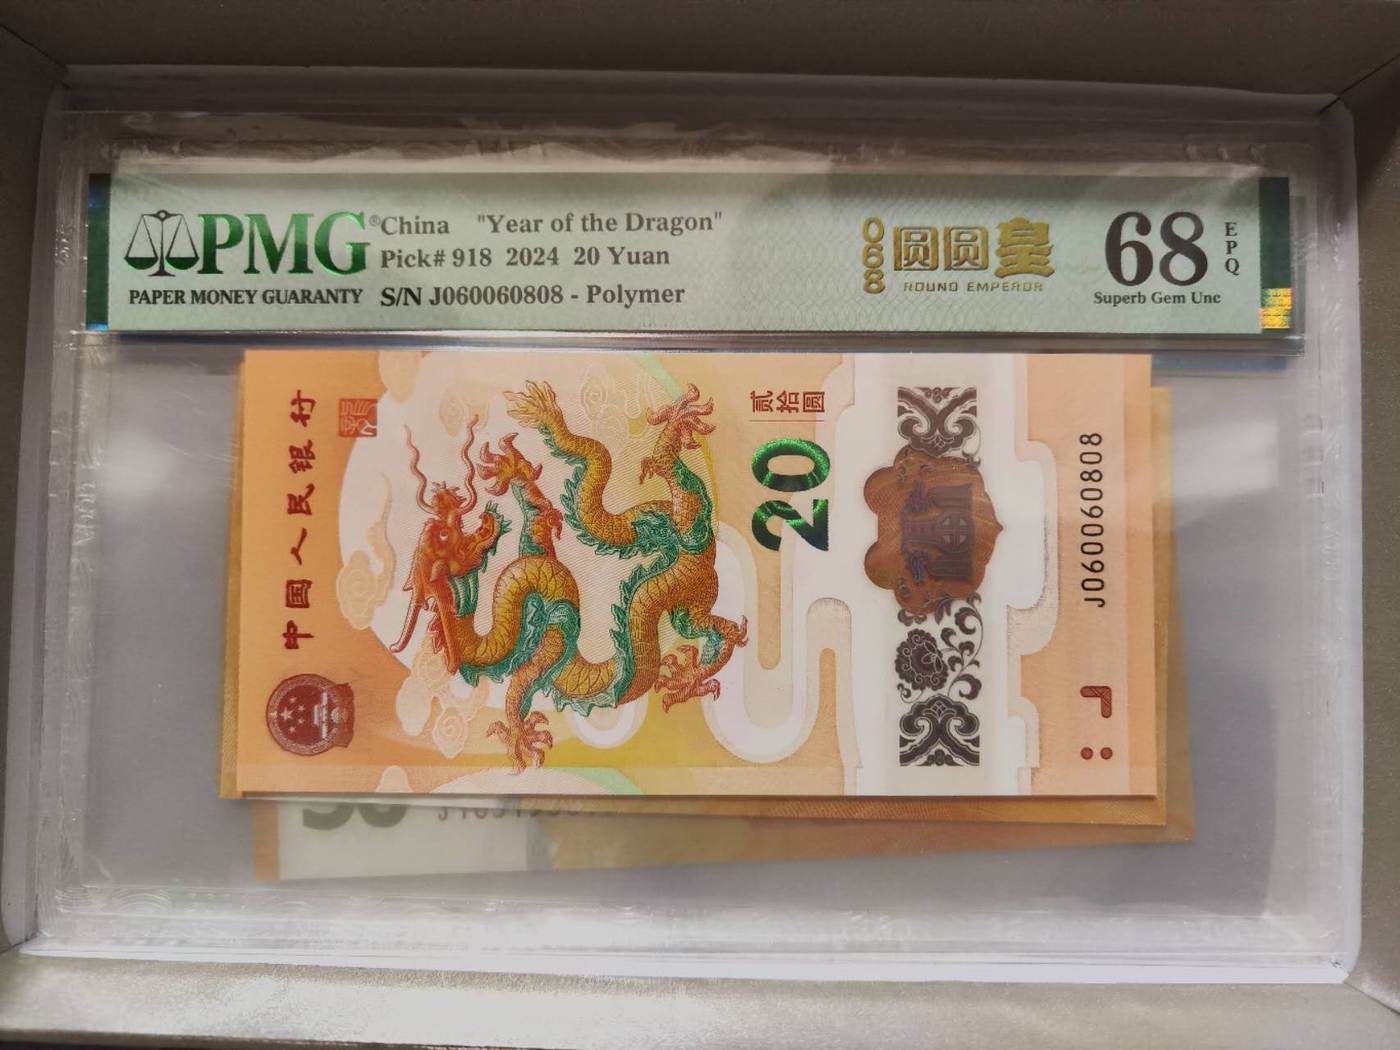 PMG®
PAPER MONEY GUARANTY
China "Year of the Dragon"
Pick# 918 2024 20 Yuan
S/N J060060808 - Polymer
068
圆圆皇
ROUND EMPEROR
68
EPQ
Superb Gem Unc
中国人民银行
贰拾圆
20
J060060808